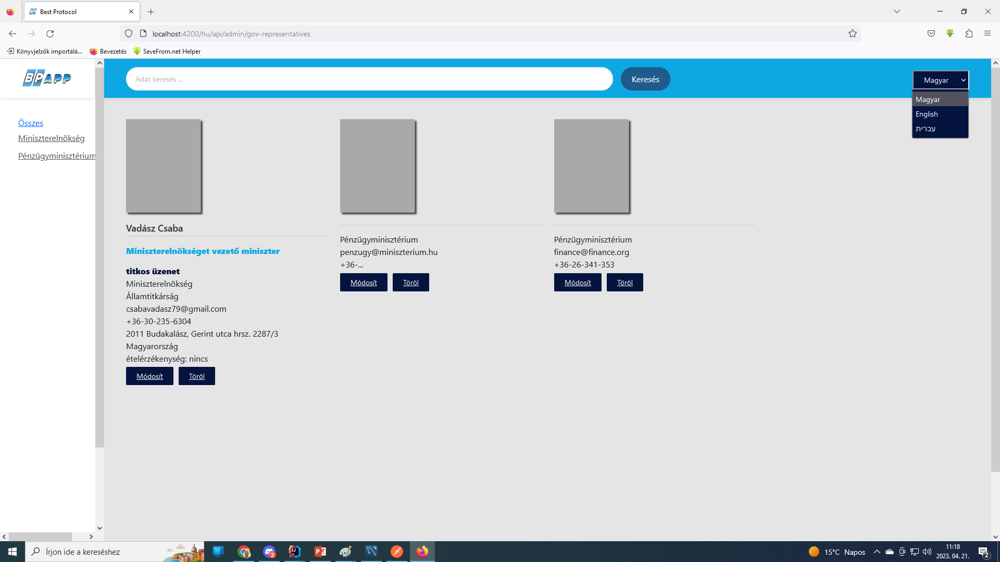 Best Protocol
localhost:4200/hu/api/admin/gov-representatives
Könyvjelzők importálá...
Bevezetés
SaveFrom.net Helper
BP APP
Adat keresés ...
Keresés
Magyar
Magyar
English
עברית
Összes
Miniszterelnökség
Pénzügyminisztérium
Vadász Csaba
Miniszterelnökséget vezető miniszter
titkos üzenet
Miniszterelnökség
Államtitkárság
csabavadasz79@gmail.com
+36-30-235-6304
2011 Budakalász, Gerint utca hrsz. 2287/3
Magyarország
ételérzékenység: nincs
Módosít
Töröl
Pénzügyminisztérium
penzugy@miniszterium.hu
+36-...
Módosít
Töröl
Pénzügyminisztérium
finance@finance.org
+36-26-341-353
Módosít
Töröl
Írjon ide a kereséshez
3
15°C Napos
11:18
2023. 04. 21.
2